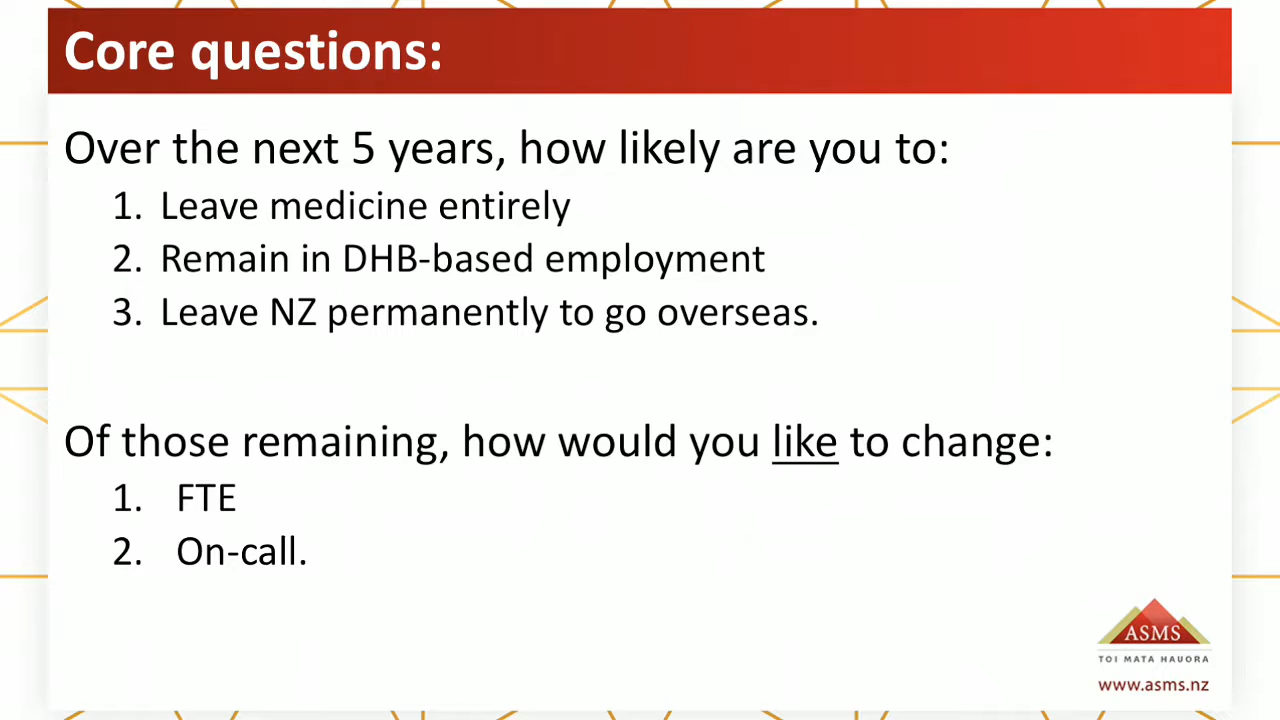 Core questions:
Over the next 5 years, how likely are you to:
1. Leave medicine entirely
2. Remain in DHB-based employment
3. Leave NZ permanently to go overseas.
Of those remaining, how would you like to change:
1. FTE
2. On-call.
ASMS
TOI MATA HAUORA
www.asms.nz